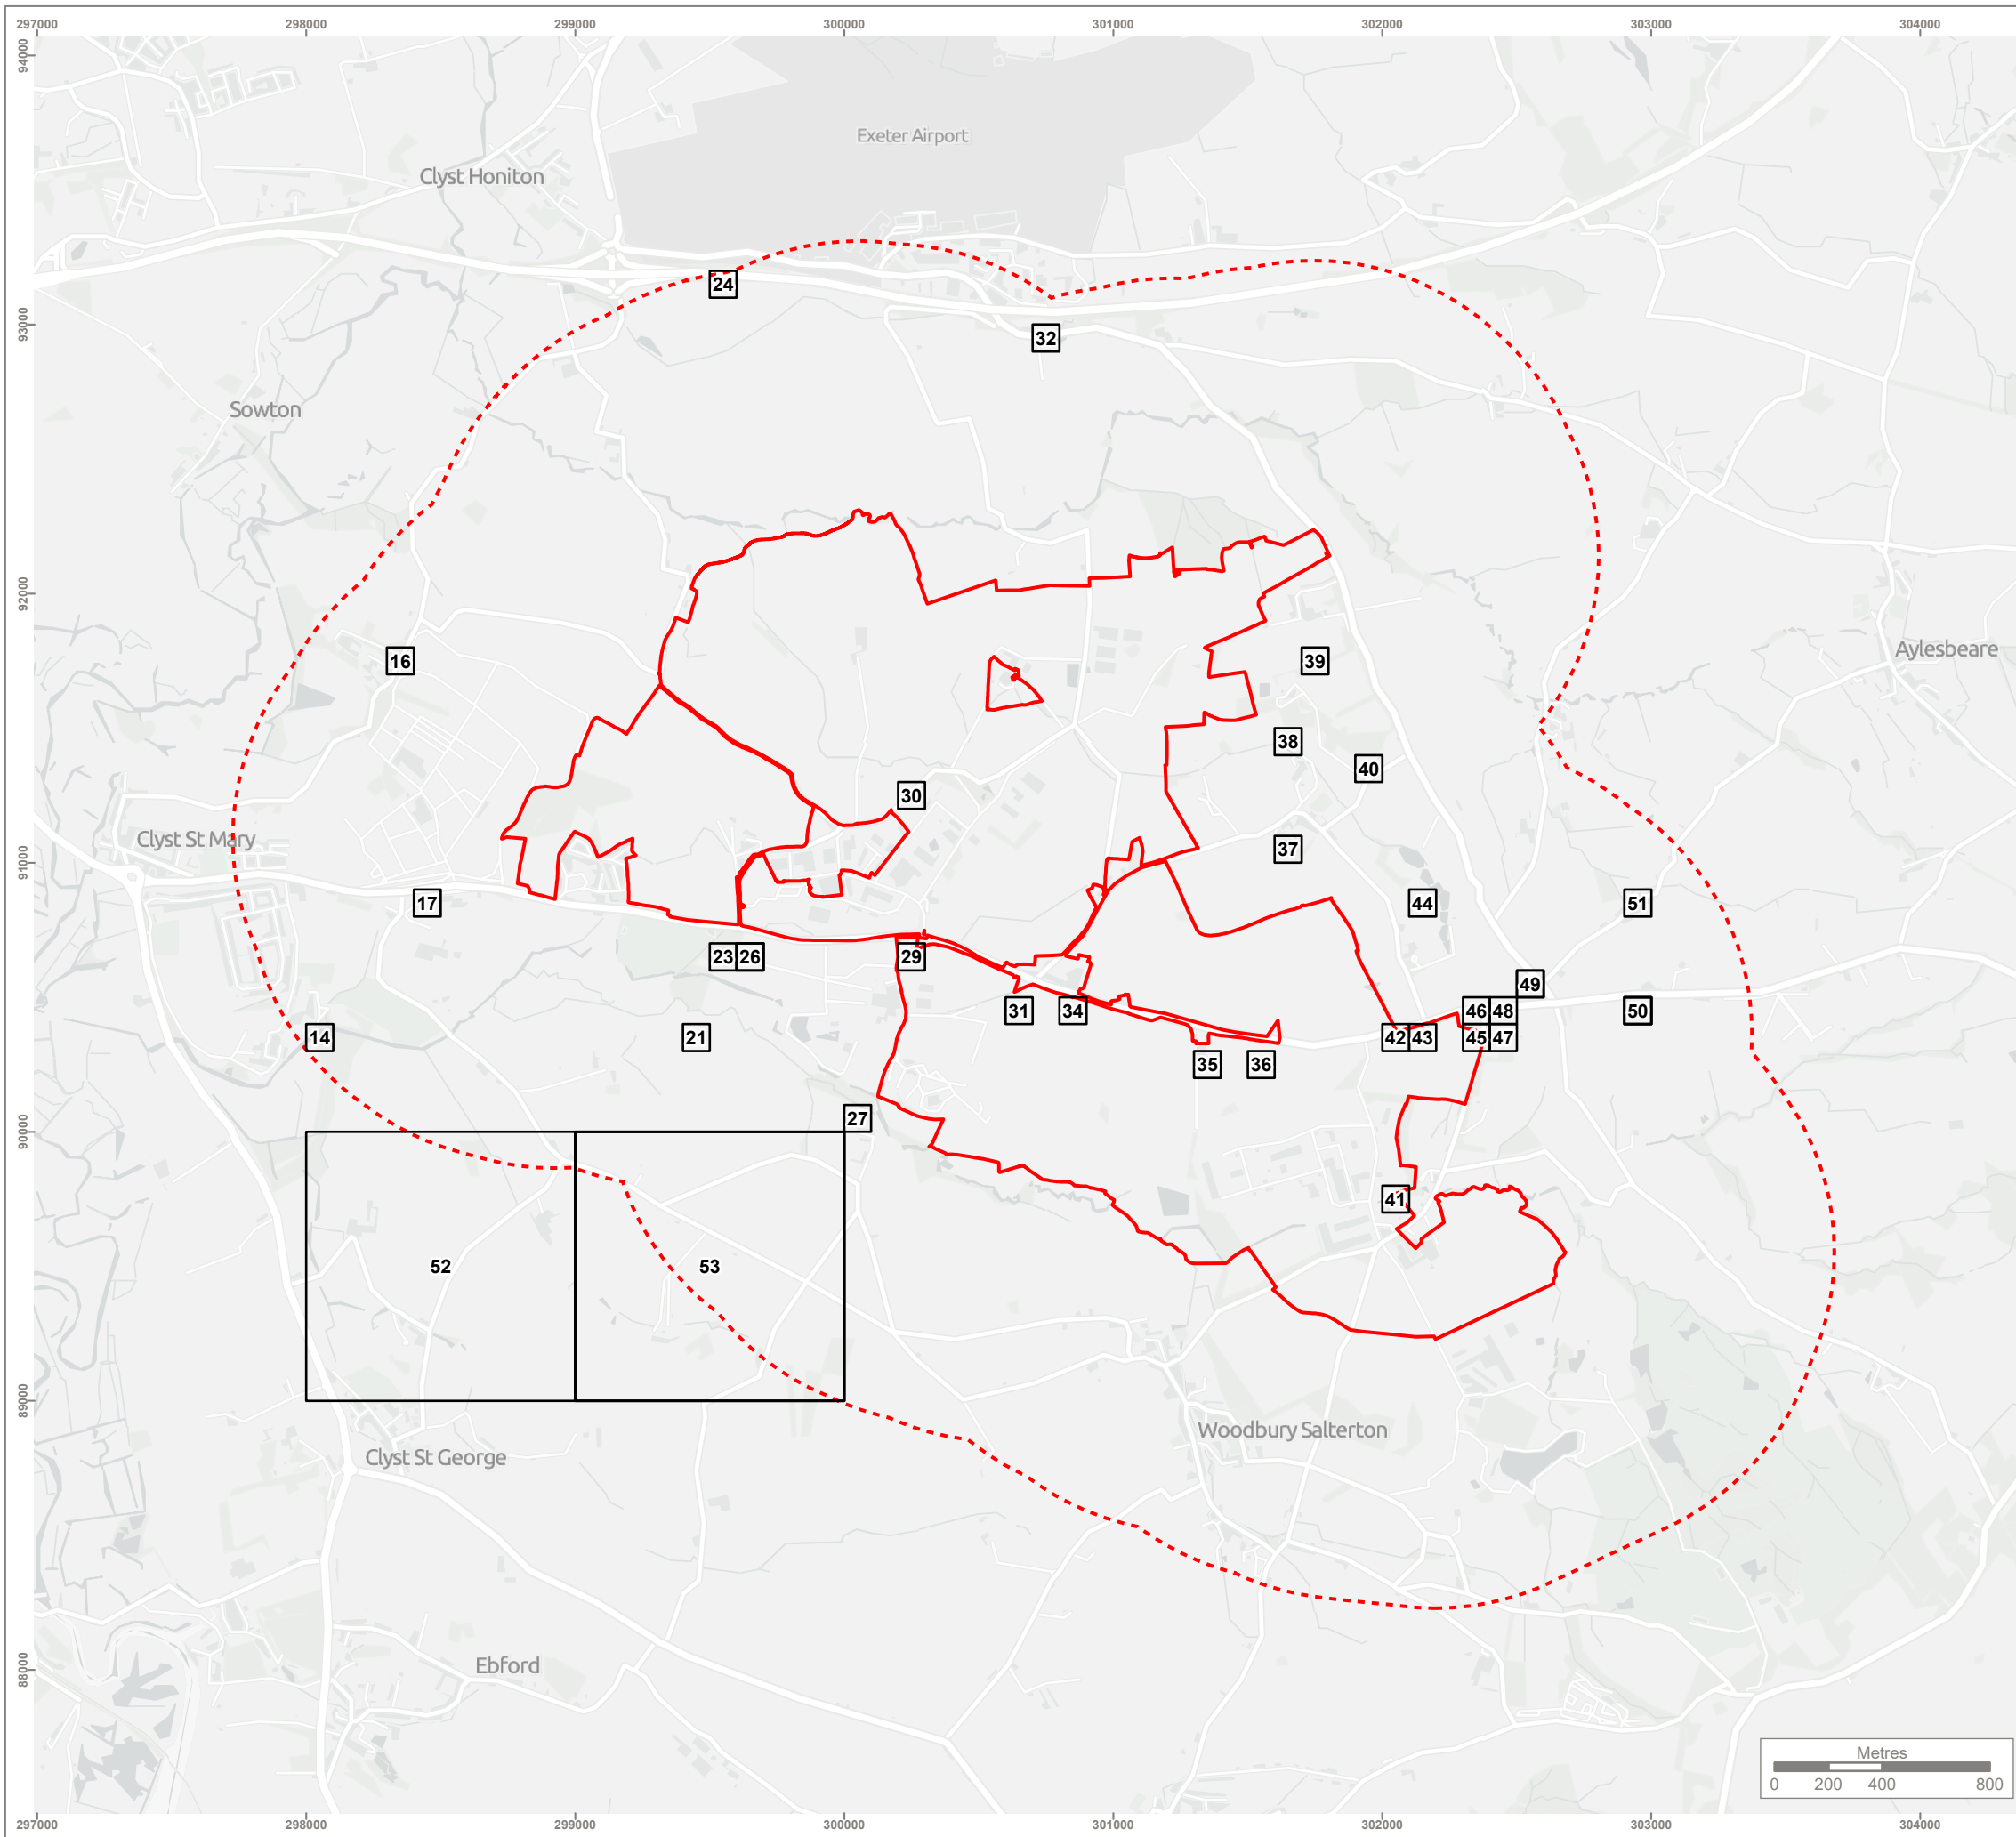 297000 298000 299000 300000 301000 302000 303000 304000
94000
Exeter Airport
Clyst Honiton
24
93000
32
Sowton
92000
Aylesbeare
16
39
38
40
30
Clyst St Mary
37
91000
17
44
51
23 26
29
49
31
34
46 48
50
14
21
42 43
45 47
35
36
27
90000
41
52
53
89000
Woodbury Salterton
Clyst St George
88000
Ebford
Metres
0 200 400 800
297000 298000 299000 300000 301000 302000 303000 304000